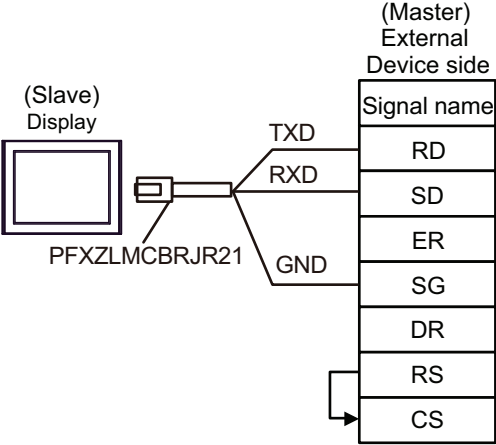 (Master)
External
Device side
(Slave)
Display
Signal name
TXD
RD
RXD
SD
ER
PFXZLMCBRJR21
GND
SG
DR
RS
CS